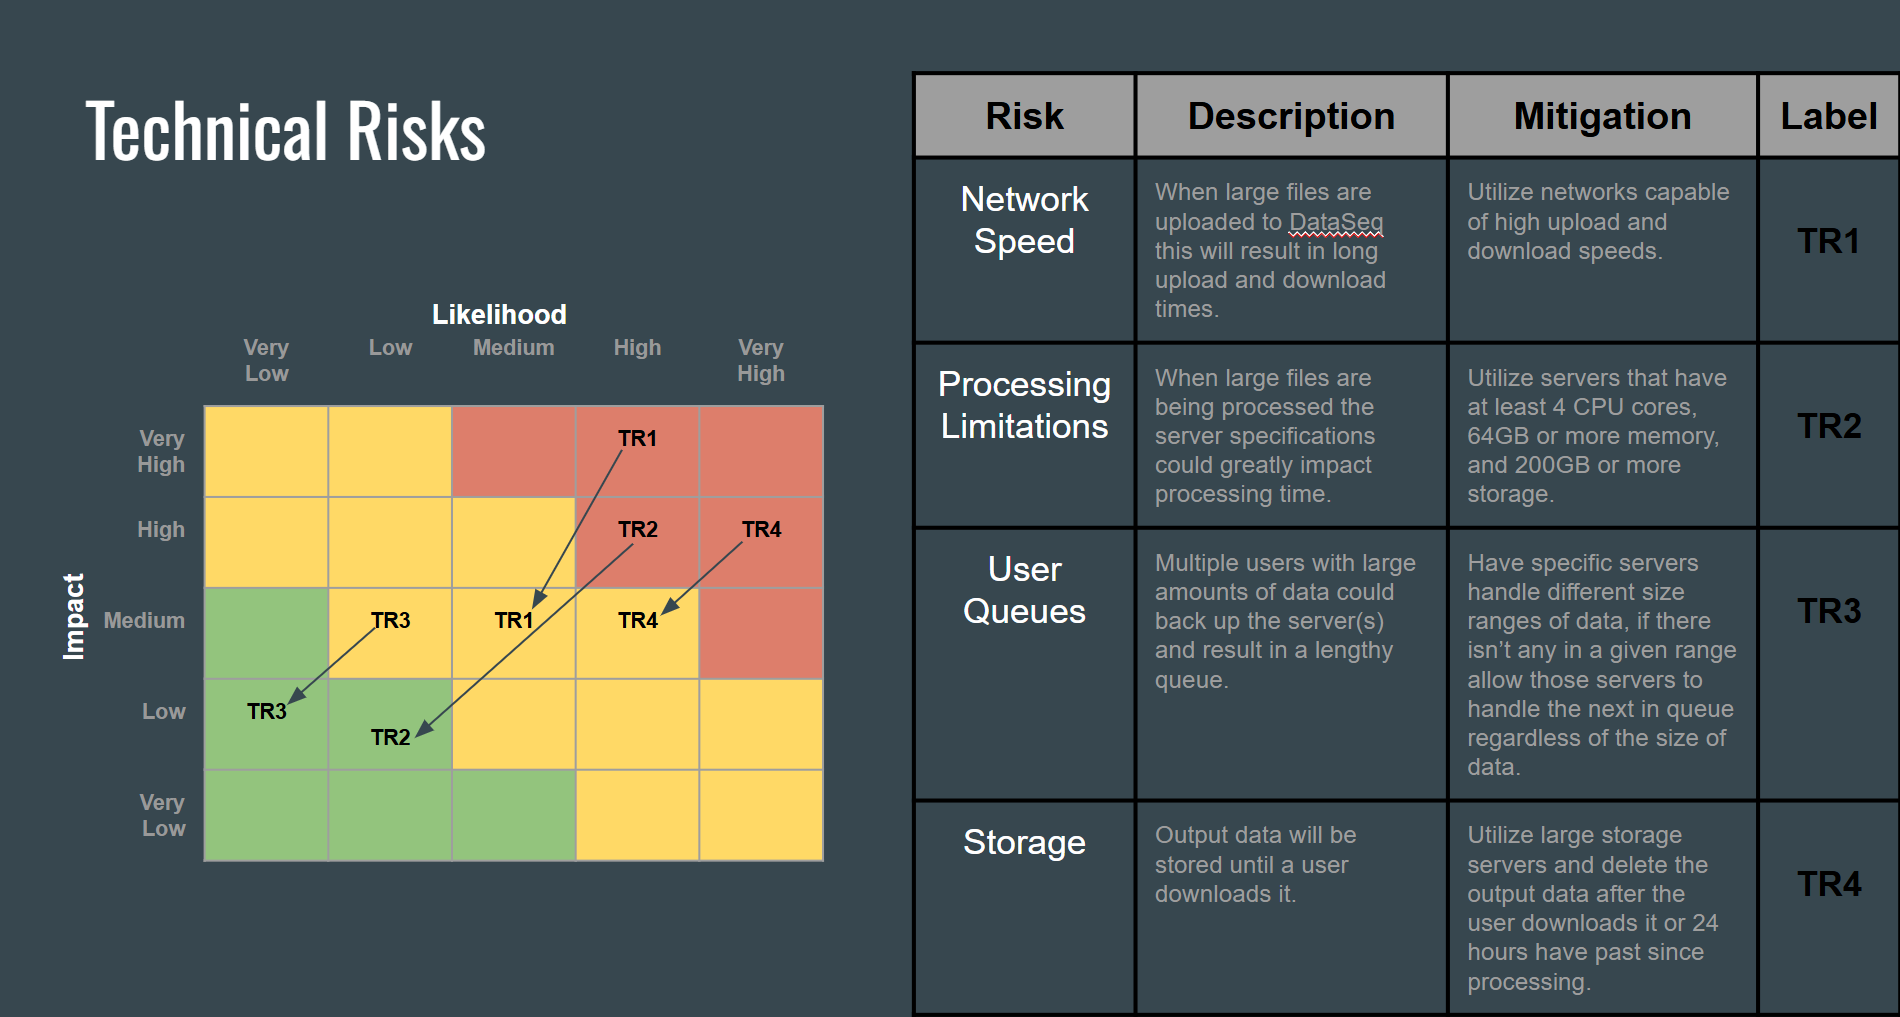 Technical Risks
Likelihood
Very Low
Low
Medium
High
Very High
Impact
Very High
TR1
High
TR2
TR4
Medium
TR3
TR1
TR4
Low
TR3
TR2
Very Low
Risk
Description
Mitigation
Label
Network
Speed
When large files are
uploaded to DataSeq
this will result in long
upload and download
times.
Utilize networks capable
of high upload and
download speeds.
TR1
Processing
Limitations
When large files are
being processed the
server specifications
could greatly impact
processing time.
Utilize servers that have
at least 4 CPU cores,
64GB or more memory,
and 200GB or more
storage.
TR2
User
Queues
Multiple users with large
amounts of data could
back up the server(s)
and result in a lengthy
queue.
Have specific servers
handle different size
ranges of data, if there
isn’t any in a given range
allow those servers to
handle the next in queue
regardless of the size of
data.
TR3
Storage
Output data will be
stored until a user
downloads it.
Utilize large storage
servers and delete the
output data after the
user downloads it or 24
hours have past since
processing.
TR4